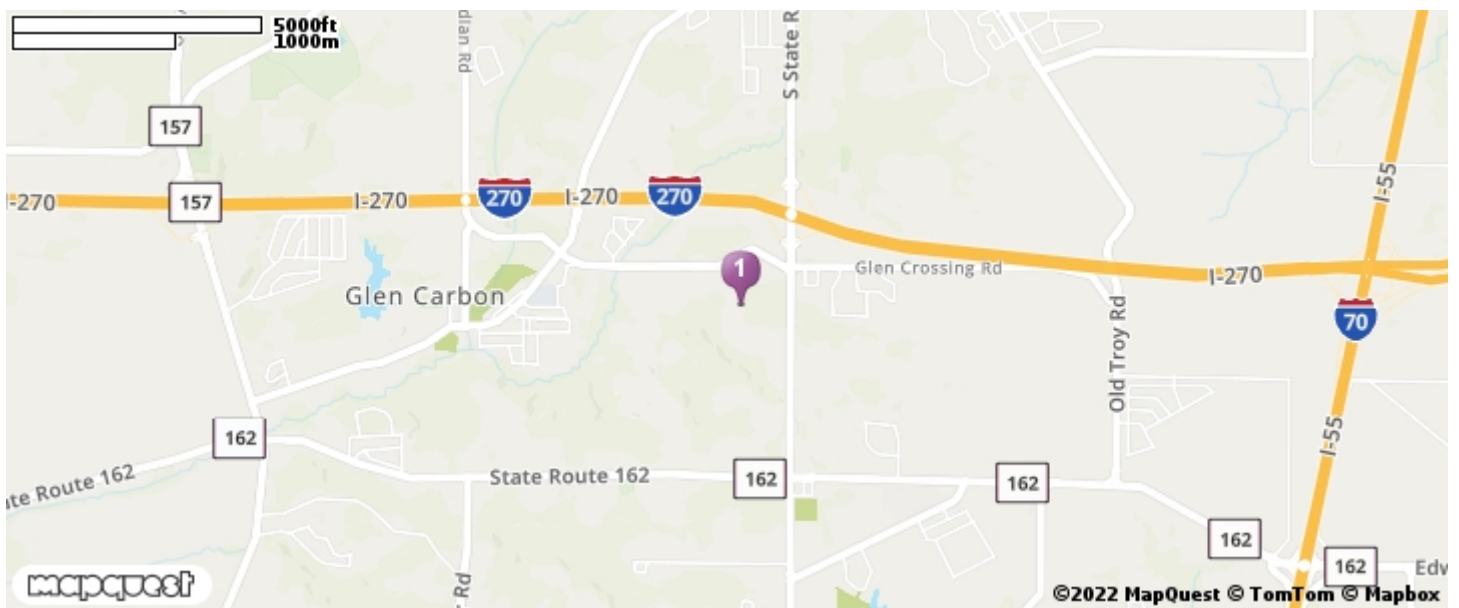 5000ft
1000m
dian Rd
S State R
157
157
-270
I-270
270
I-270
270
I-55
1
Glen Crossing Rd
I-270
Glen Carbon
70
Old Troy Rd
I-55
162
ate Route 162
State Route 162
162
162
162
162
Edw
Rd
mapquest
©2022 MapQuest © TomTom © Mapbox